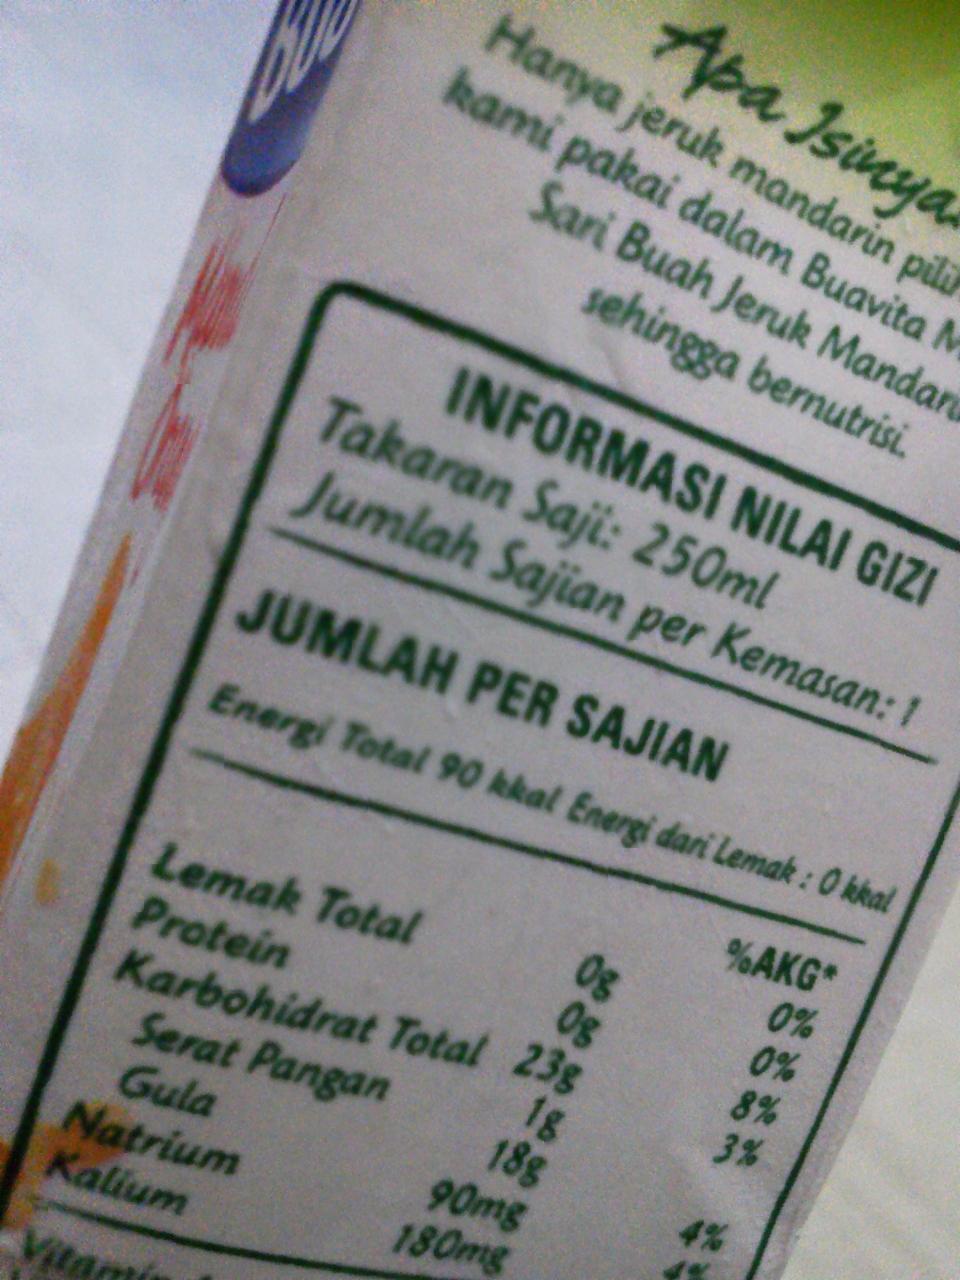 Apa Isinya
Hanya jeruk mandarin
kami pakai dalam Buavita
Sari Buah Jeruk
sehingga bernutrisi.
INFORMASI NILAI GIZI
Takaran Saji: 250ml
Jumlah Sajian per Kemasan: 1
JUMLAH PER SAJIAN
Energi Total 90 kkal Energi dari Lemak : 0 kkal
%AKG*
Lemak Total 0g 0%
Protein 0g 0%
Karbohidrat Total 23g 8%
Serat Pangan 1g 3%
Gula 18g
Natrium 90mg 4%
Kalium 180mg 4%